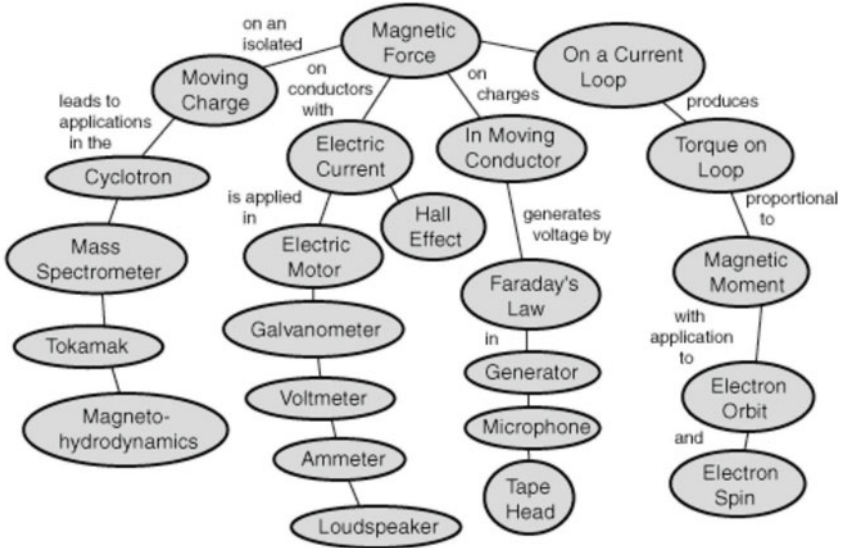 Magnetic
Force
on an
isolated
Moving
Charge
leads to
applications
in the
Cyclotron
Mass
Spectrometer
Tokamak
Magneto-
hydrodynamics
on
conductors
with
Electric
Current
Hall
Effect
is applied
in
Electric
Motor
Galvanometer
Voltmeter
Ammeter
Loudspeaker
on
charges
In Moving
Conductor
generates
voltage by
Faraday's
Law
in
Generator
Microphone
Tape
Head
On a Current
Loop
produces
Torque on
Loop
proportional
to
Magnetic
Moment
with
application
to
Electron
Orbit
and
Electron
Spin